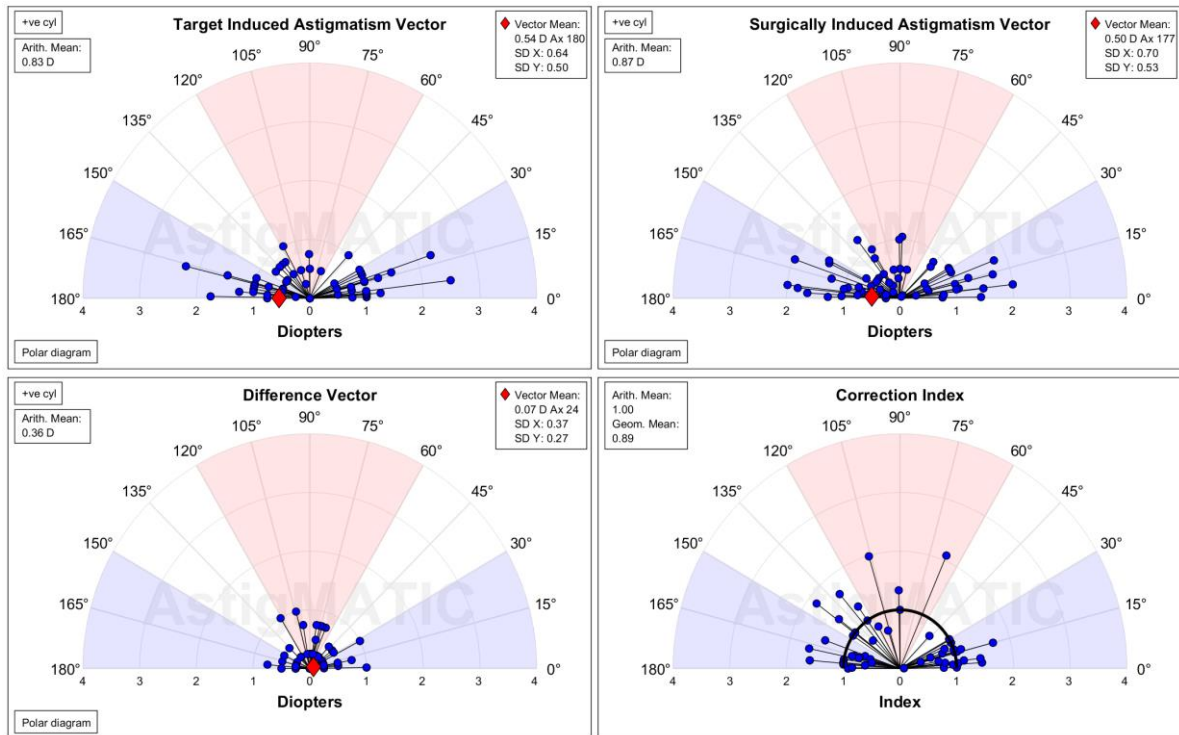 +ve cyl
Target Induced Astigmatism Vector
Vector Mean:
0.54 D Ax 180
SD X: 0.64
SD Y: 0.50
Arith. Mean:
0.83 D
90°
105°
75°
120°
60°
135°
45°
150°
30°
165°
15°
180°
0°
AstigMATIC
4 3 2 1 0 1 2 3 4
Diopters
Polar diagram
+ve cyl
Surgically Induced Astigmatism Vector
Vector Mean:
0.50 D Ax 177
SD X: 0.70
SD Y: 0.53
Arith. Mean:
0.87 D
90°
105°
75°
120°
60°
135°
45°
150°
30°
165°
15°
180°
0°
AstigMATIC
4 3 2 1 0 1 2 3 4
Diopters
Polar diagram
+ve cyl
Difference Vector
Vector Mean:
0.07 D Ax 24
SD X: 0.37
SD Y: 0.27
Arith. Mean:
0.36 D
90°
105°
75°
120°
60°
135°
45°
150°
30°
165°
15°
180°
0°
AstigMATIC
4 3 2 1 0 1 2 3 4
Diopters
Polar diagram
Correction Index
Arith. Mean:
1.00
Geom. Mean:
0.89
90°
105°
75°
120°
60°
135°
45°
150°
30°
165°
15°
180°
0°
AstigMATIC
4 3 2 1 0 1 2 3 4
Index